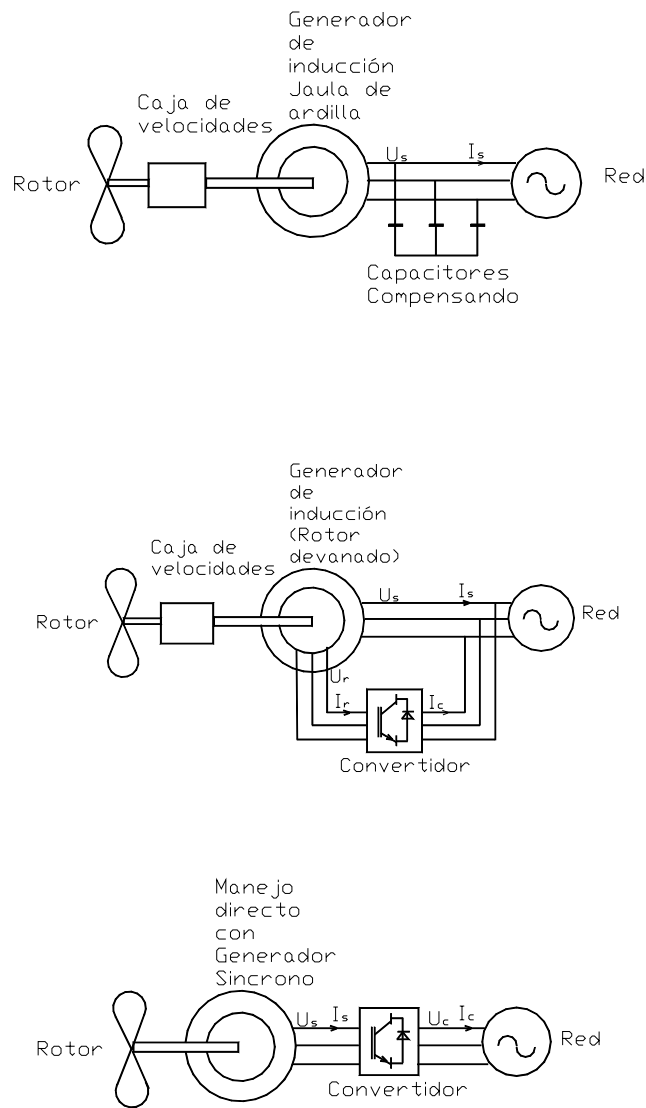 Generador
de
inducción
Jaula de
ardilla
Caja de
velocidades
Us
Is
Rotor
Red
Capacitores
Compensando
Generador
de
inducción
(Rotor
devanado)
Caja de
velocidades
Us
Is
Rotor
Red
Ur
Ir
Ic
Convertidor
Manejo
directo
con
Generador
Sincrono
Us
Is
Uc
Ic
Rotor
Red
Convertidor